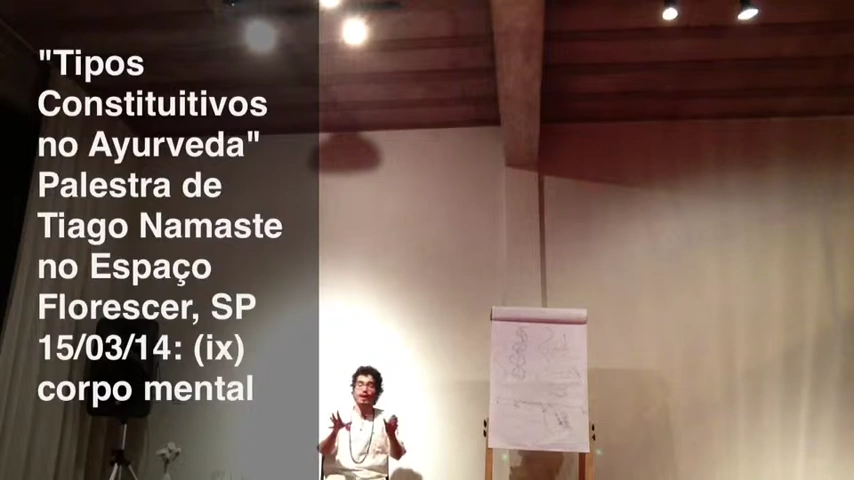 "Tipos
Constituitivos
no Ayurveda"
Palestra de
Tiago Namaste
no Espaço
Florescer, SP
15/03/14: (ix)
corpo mental